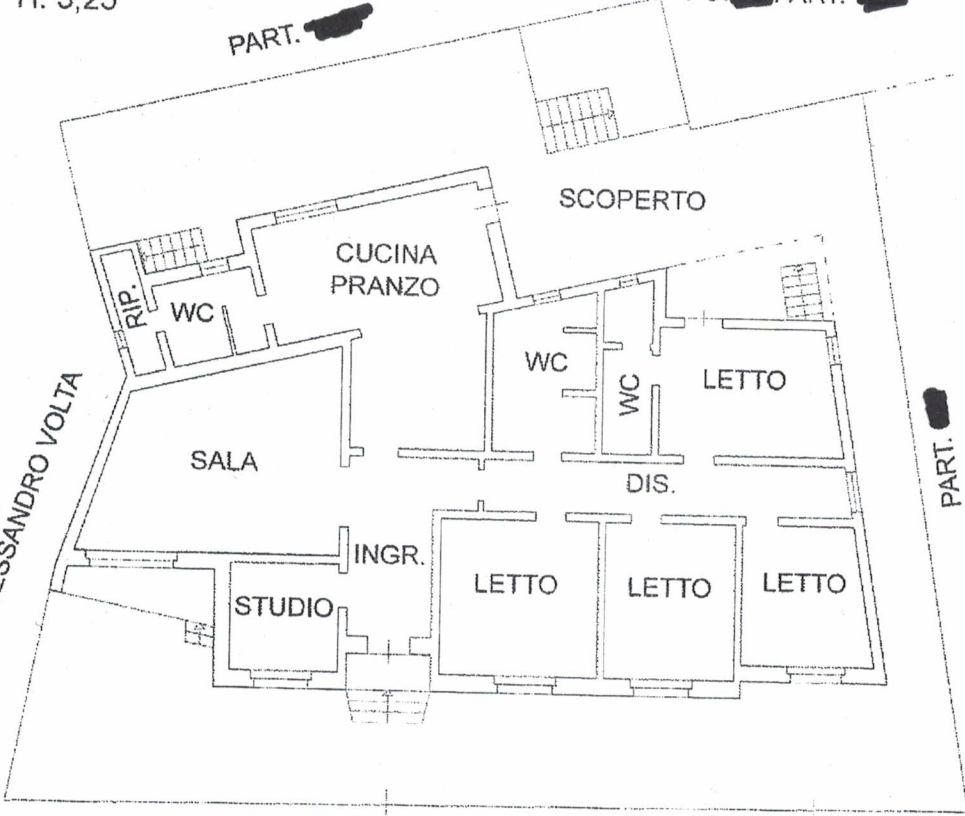 H. 3,25
PART.
PART.
SCOPERTO
CUCINA
PRANZO
RIP.
WC
WC
WC
LETTO
SALA
DIS.
PART.
INGR.
STUDIO
LETTO
LETTO
LETTO
VOLTA